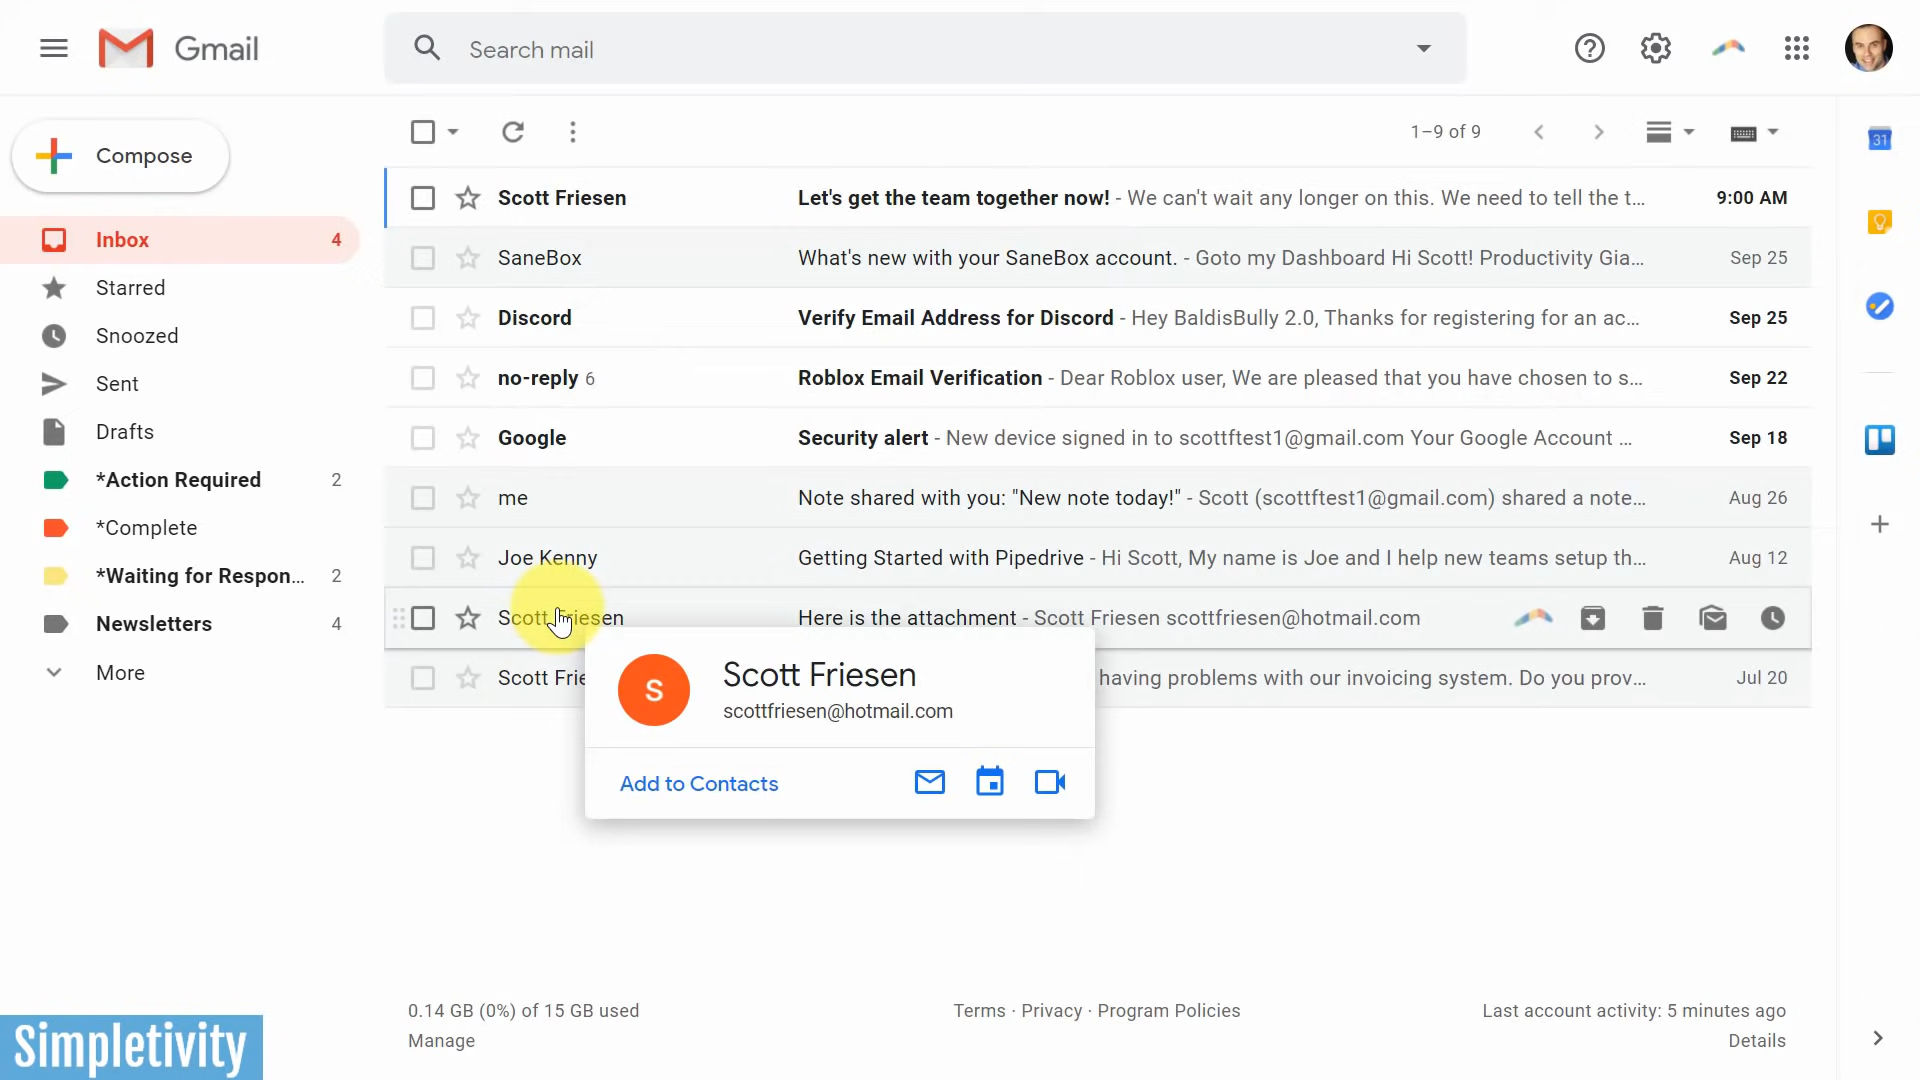 Gmail
Search mail
Compose
1–9 of 9
31
Inbox 4
Starred
Snoozed
Sent
Drafts
*Action Required 2
*Complete
*Waiting for Respon... 2
Newsletters 4
More
Scott Friesen Let's get the team together now! - We can't wait any longer on this. We need to tell the t... 9:00 AM
SaneBox What's new with your SaneBox account. - Goto my Dashboard Hi Scott! Productivity Gia... Sep 25
Discord Verify Email Address for Discord - Hey BaldisBully 2.0, Thanks for registering for an ac... Sep 25
no-reply 6 Roblox Email Verification - Dear Roblox user, We are pleased that you have chosen to s... Sep 22
Google Security alert - New device signed in to scottftest1@gmail.com Your Google Account ... Sep 18
me Note shared with you: "New note today!" - Scott (scottftest1@gmail.com) shared a note... Aug 26
Joe Kenny Getting Started with Pipedrive - Hi Scott, My name is Joe and I help new teams setup th... Aug 12
Scott Friesen Here is the attachment - Scott Friesen scottfriesen@hotmail.com
Scott Frie having problems with our invoicing system. Do you prov... Jul 20
S
Scott Friesen
scottfriesen@hotmail.com
Add to Contacts
0.14 GB (0%) of 15 GB used
Manage
Terms · Privacy · Program Policies
Last account activity: 5 minutes ago
Details
Simpletivity